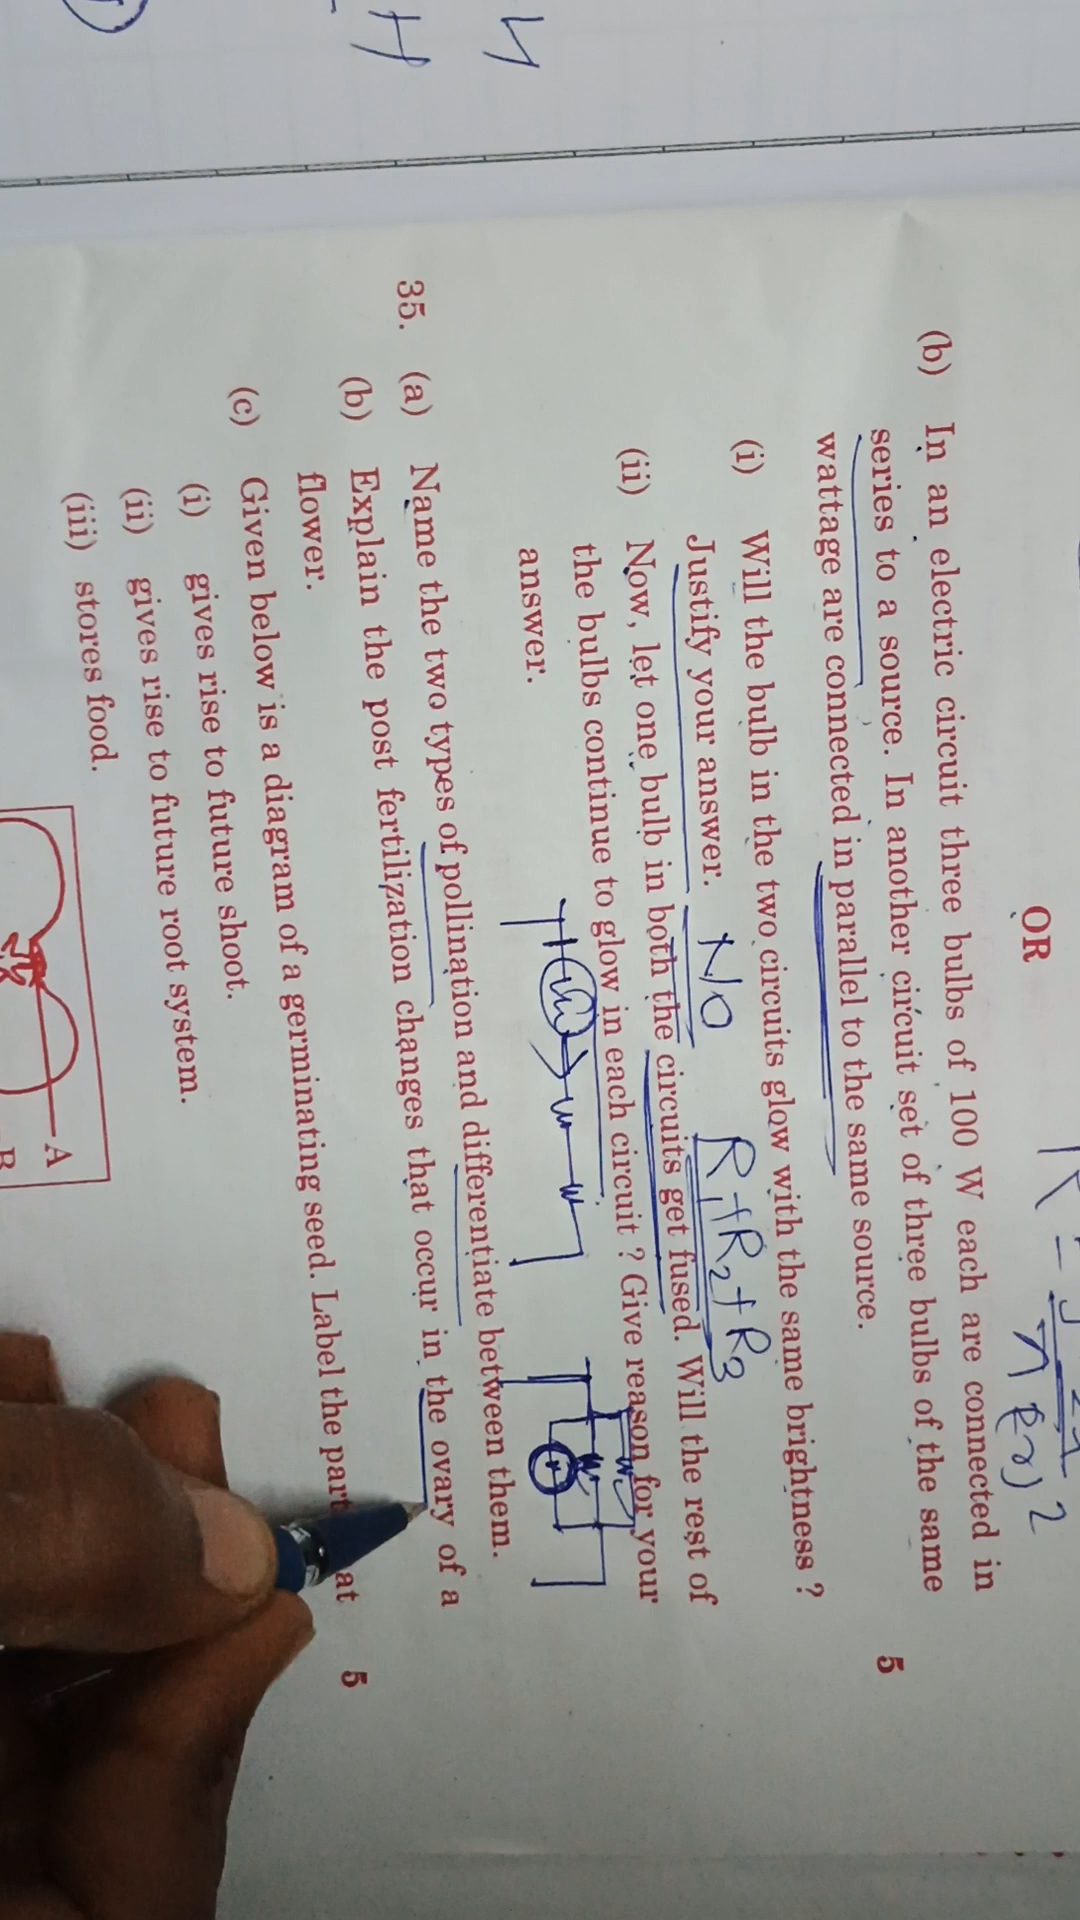 OR
(b) In an electric circuit three bulbs of 100 W each are connected in
series to a source. In another circuit set of three bulbs of the same
wattage are connected in parallel to the same source.
(i) Will the bulb in the two circuits glow with the same brightness ?
Justify your answer. NO R1+R2+R3
(ii) Now, let one bulb in both the circuits get fused. Will the rest of
the bulbs continue to glow in each circuit ? Give reason for your
answer.
5
35. (a) Name the two types of pollination and differentiate between them.
(b) Explain the post fertilization changes that occur in the ovary of a
flower.
(c) Given below is a diagram of a germinating seed. Label the part at
(i) gives rise to future shoot.
(ii) gives rise to future root system.
(iii) stores food.
5
A
B